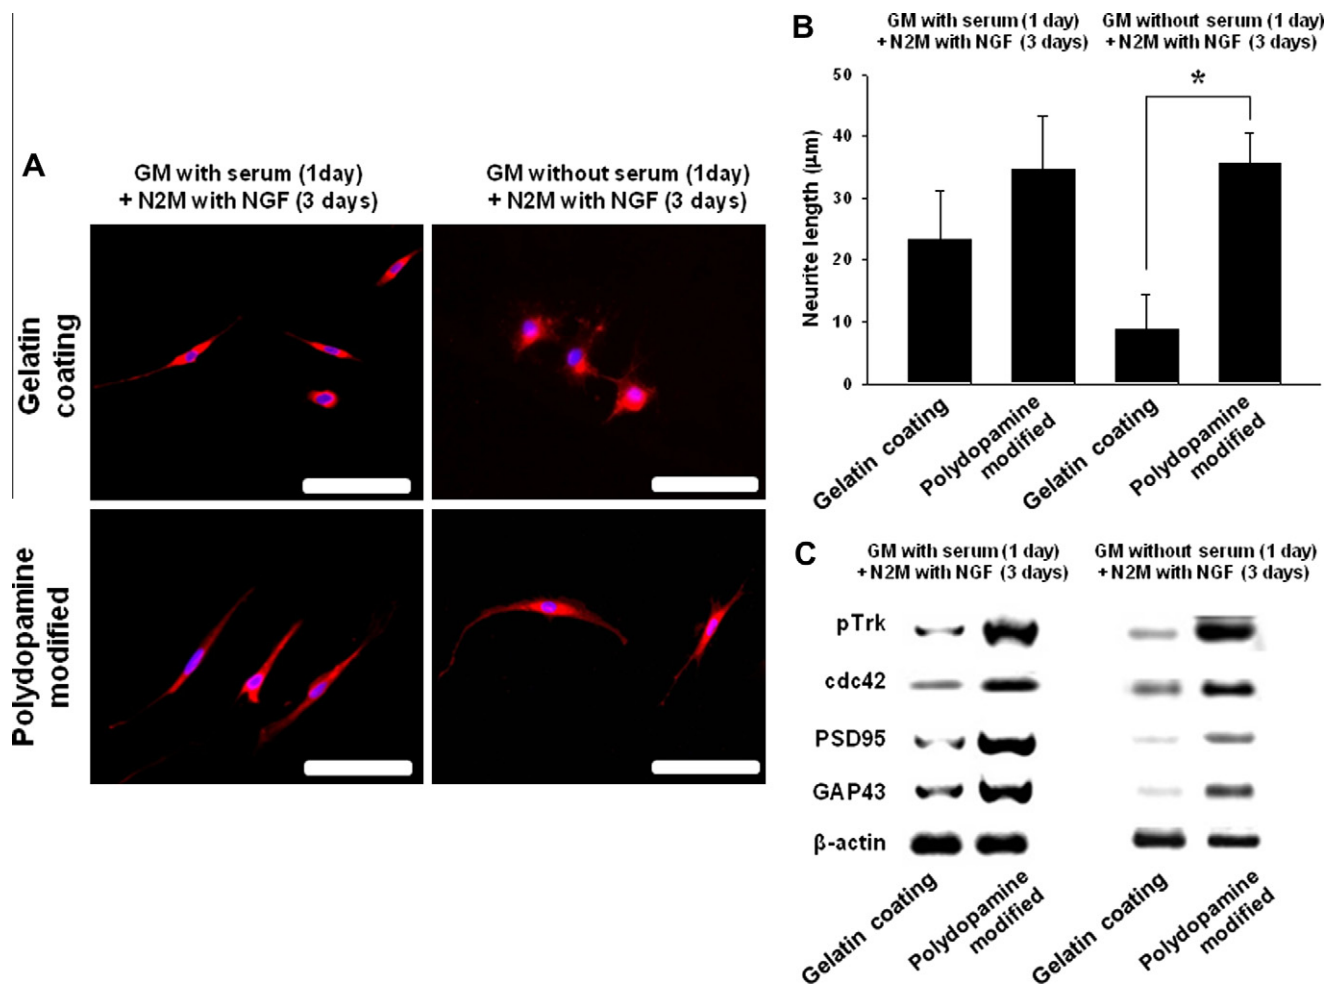 A
GM with serum (1day)
+ N2M with NGF (3 days)
GM without serum (1day)
+ N2M with NGF (3 days)
Gelatin
coating
Polydopamine
modified
B
GM with serum (1 day)
+ N2M with NGF (3 days)
GM without serum (1 day)
+ N2M with NGF (3 days)
Neurite length (μm)
50
40
30
20
10
0
*
Gelatin coating
Polydopamine
modified
Gelatin coating
Polydopamine
modified
C
GM with serum (1 day)
+ N2M with NGF (3 days)
GM without serum (1 day)
+ N2M with NGF (3 days)
pTrk
cdc42
PSD95
GAP43
β-actin
Gelatin coating
Polydopamine
modified
Gelatin coating
Polydopamine
modified